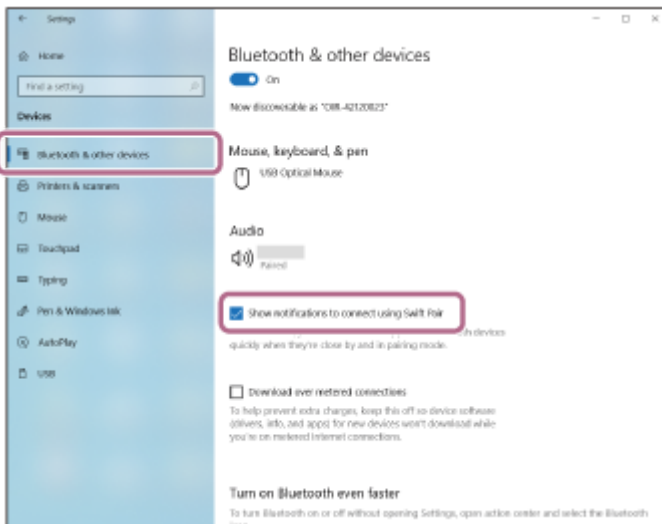 Settings
Home
Find a setting
Devices
Bluetooth & other devices
Printers & scanners
Mouse
Touchpad
Typing
Pen & Windows Ink
AutoPlay
USB
Bluetooth & other devices
On
Now discoverable as
Mouse, keyboard, & pen
USB Optical Mouse
Audio
Paired
Show notifications to connect using Swift Pair
devices
quickly when they're close by and in pairing mode.
Download over metered connections
To help prevent extra charges, keep this off so device software
(drivers, info, and apps) for new devices won't download while
you're on metered Internet connections.
Turn on Bluetooth even faster
To turn Bluetooth on or off without opening Settings, open action center and select the Bluetooth